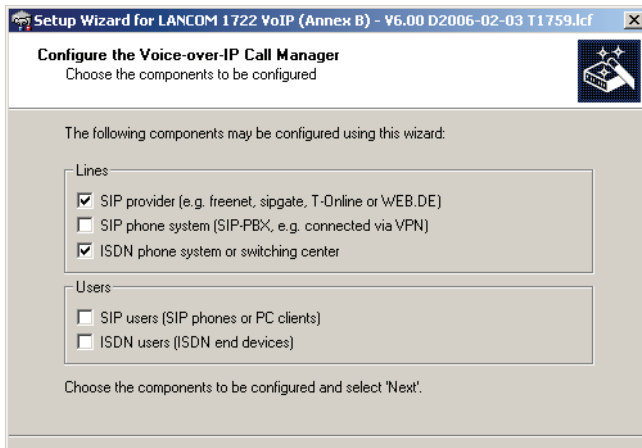 Setup Wizard for LANCOM 1722 VoIP (Annex B) - V6.00 D2006-02-03 T1759.lcf
Configure the Voice-over-IP Call Manager
Choose the components to be configured
The following components may be configured using this wizard:
Lines
SIP provider (e.g. freenet, sipgate, T-Online or WEB.DE)
SIP phone system (SIP-PBX, e.g. connected via VPN)
ISDN phone system or switching center
Users
SIP users (SIP phones or PC clients)
ISDN users (ISDN end devices)
Choose the components to be configured and select 'Next'.